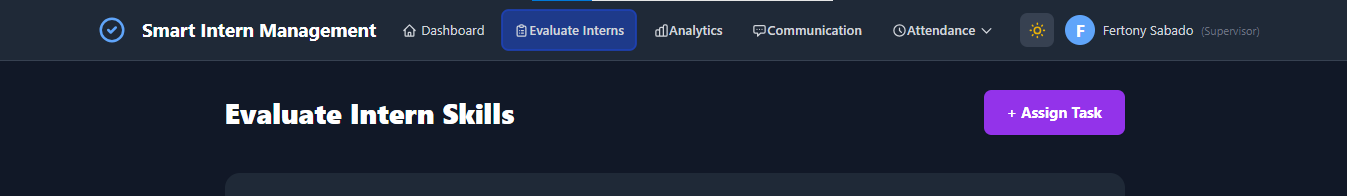 Smart Intern Management Dashboard Evaluate Interns Analytics Communication Attendance F Fertony Sabado (Supervisor)
Evaluate Intern Skills + Assign Task